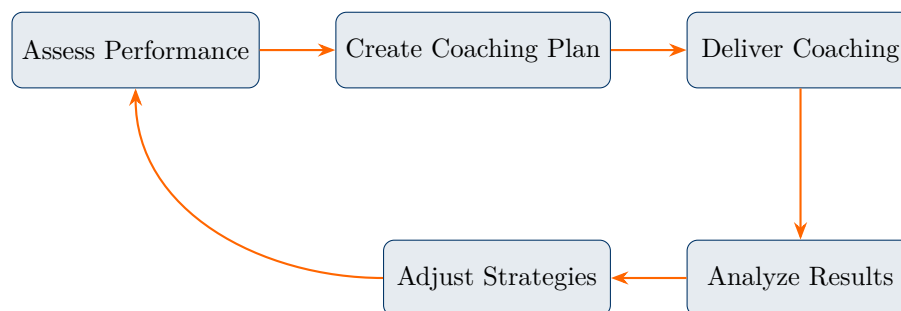 Assess Performance
Create Coaching Plan
Deliver Coaching
Adjust Strategies
Analyze Results